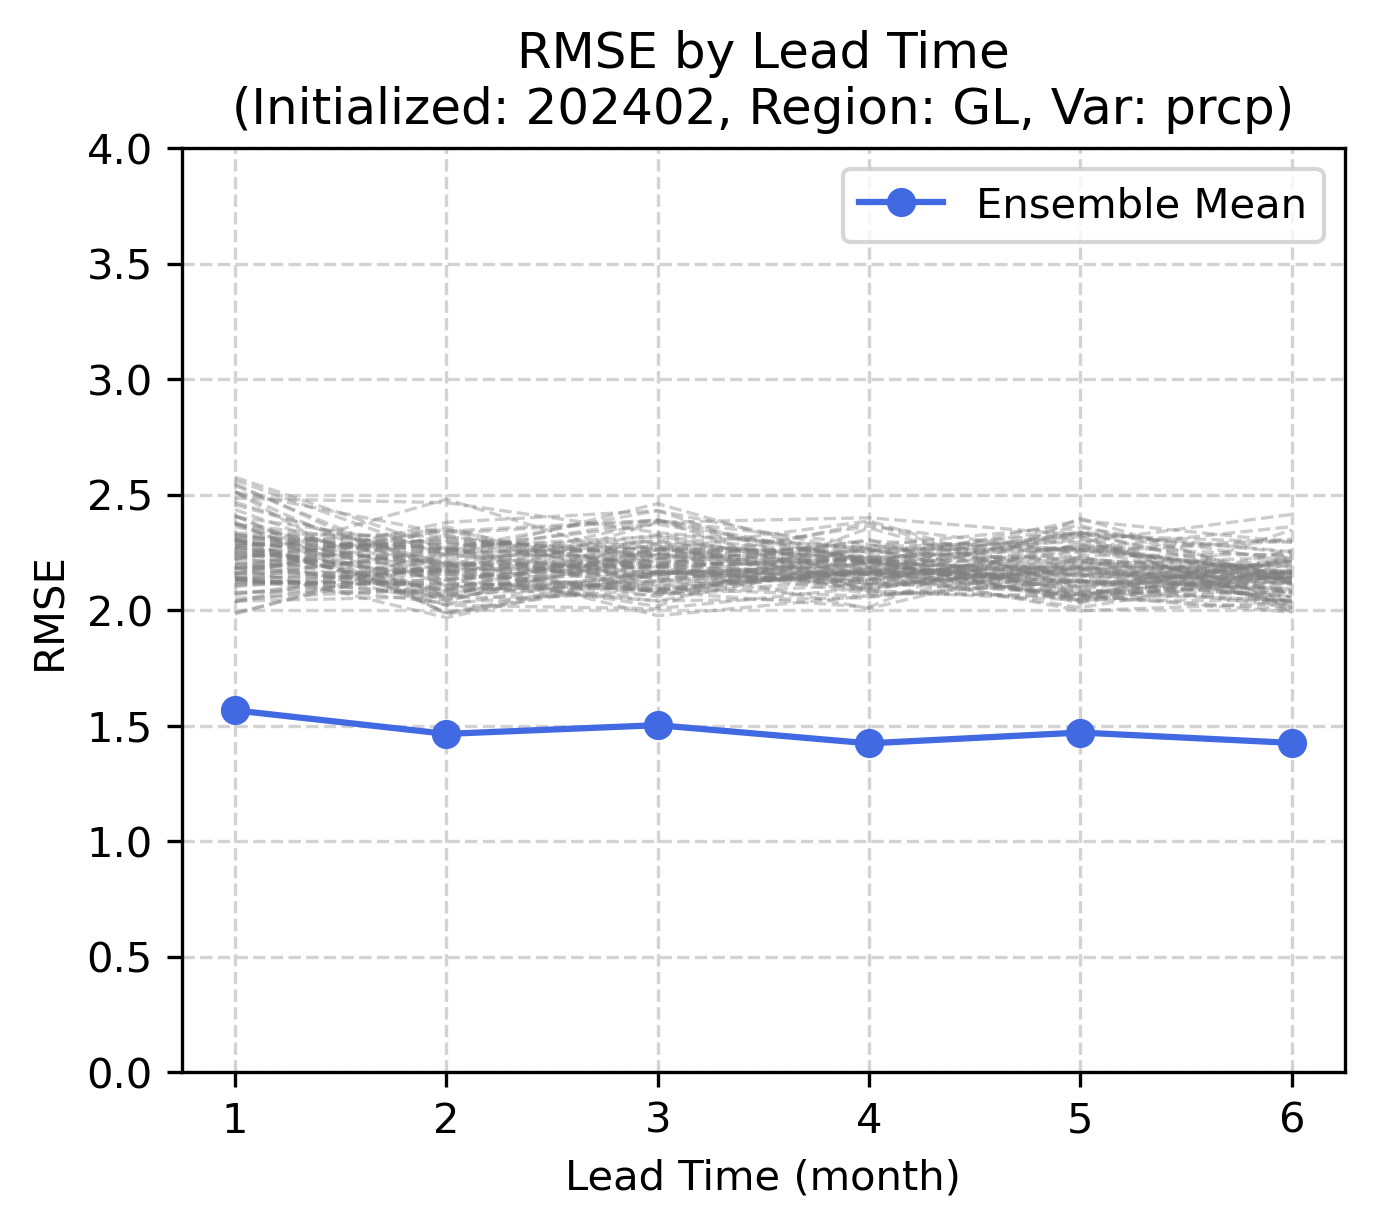 RMSE by Lead Time
(Initialized: 202402, Region: GL, Var: prcp)
Ensemble Mean
4.0
3.5
3.0
2.5
2.0
1.5
1.0
0.5
0.0
RMSE
1 2 3 4 5 6
Lead Time (month)